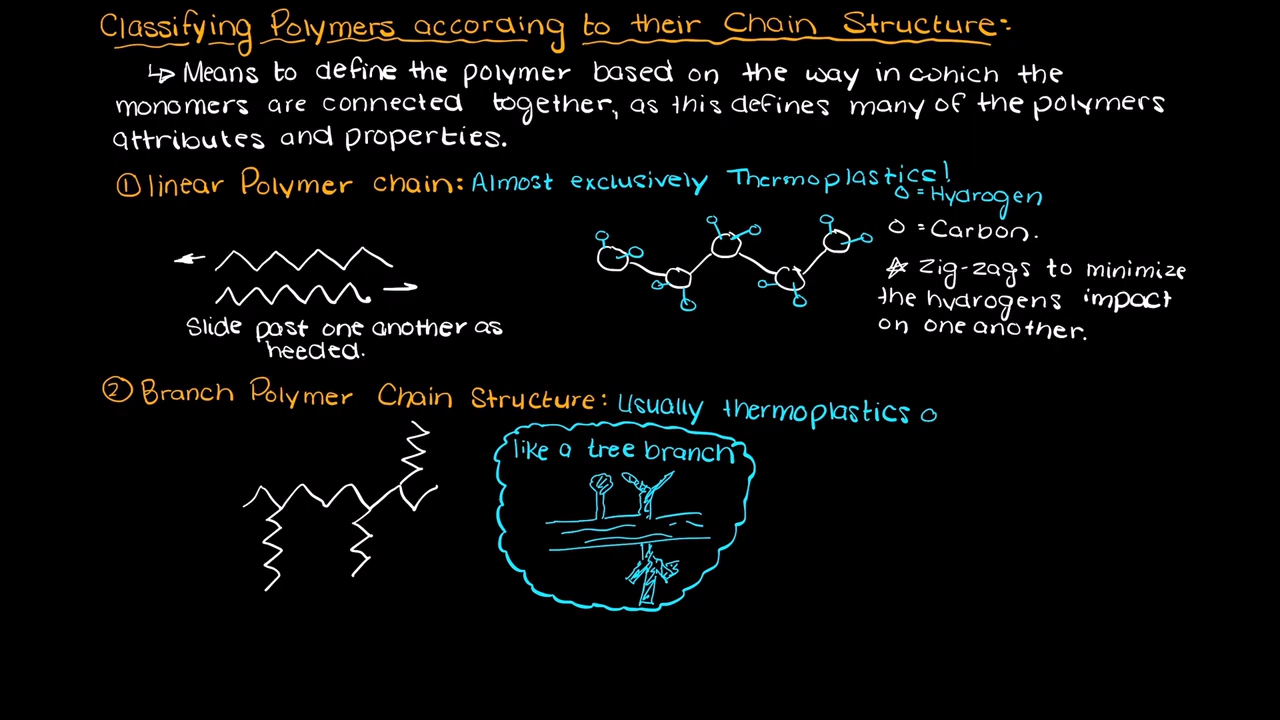 Classifying Polymers according to their Chain Structure:
↳ Means to define the polymer based on the way in which the
monomers are connected together, as this defines many of the polymers
attributes and properties.
① linear Polymer chain: Almost exclusively Thermoplastics!
O = Hydrogen
O = Carbon.
☆ Zig-zags to minimize
the hydrogens impact
on one another.
Slide past one another as
needed.
② Branch Polymer Chain Structure: Usually thermoplastics o
like a tree branch